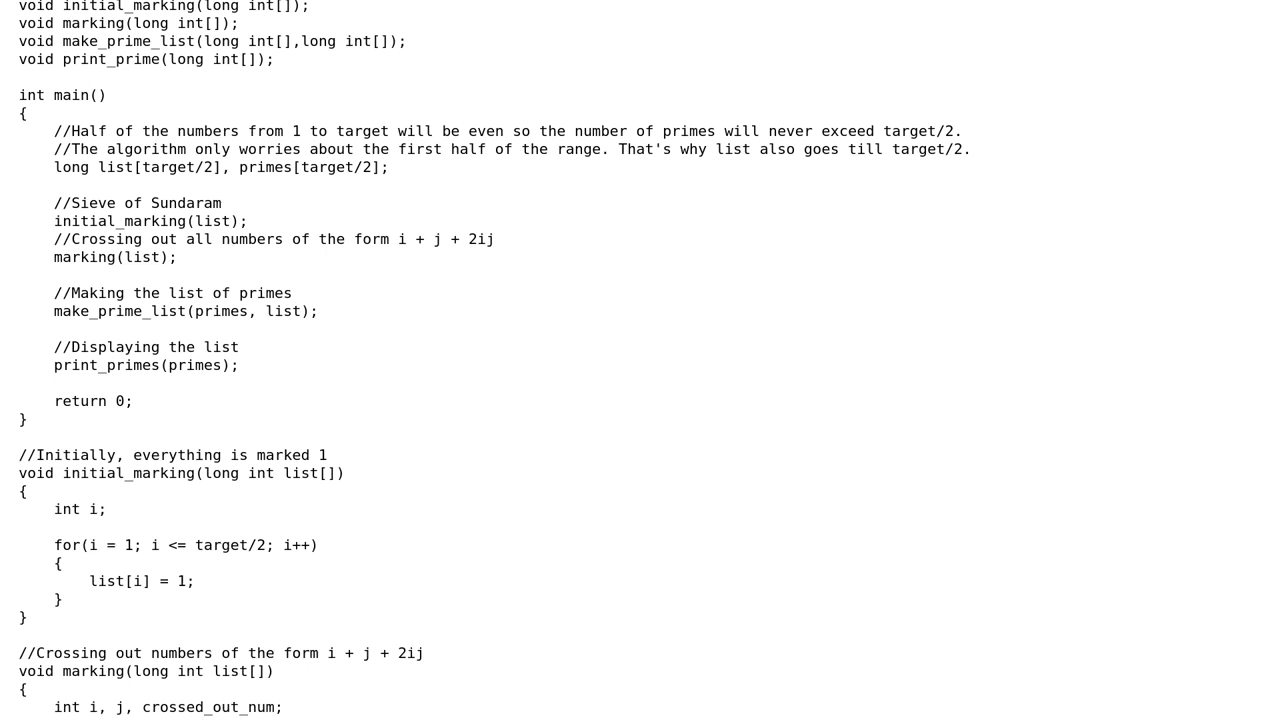 void initial_marking(long int[]);
void marking(long int[]);
void make_prime_list(long int[],long int[]);
void print_prime(long int[]);

int main()
{
    //Half of the numbers from 1 to target will be even so the number of primes will never exceed target/2.
    //The algorithm only worries about the first half of the range. That's why list also goes till target/2.
    long list[target/2], primes[target/2];

    //Sieve of Sundaram
    initial_marking(list);
    //Crossing out all numbers of the form i + j + 2ij
    marking(list);

    //Making the list of primes
    make_prime_list(primes, list);

    //Displaying the list
    print_primes(primes);

    return 0;
}

//Initially, everything is marked 1
void initial_marking(long int list[])
{
    int i;

    for(i = 1; i <= target/2; i++)
    {
        list[i] = 1;
    }
}

//Crossing out numbers of the form i + j + 2ij
void marking(long int list[])
{
    int i, j, crossed_out_num;